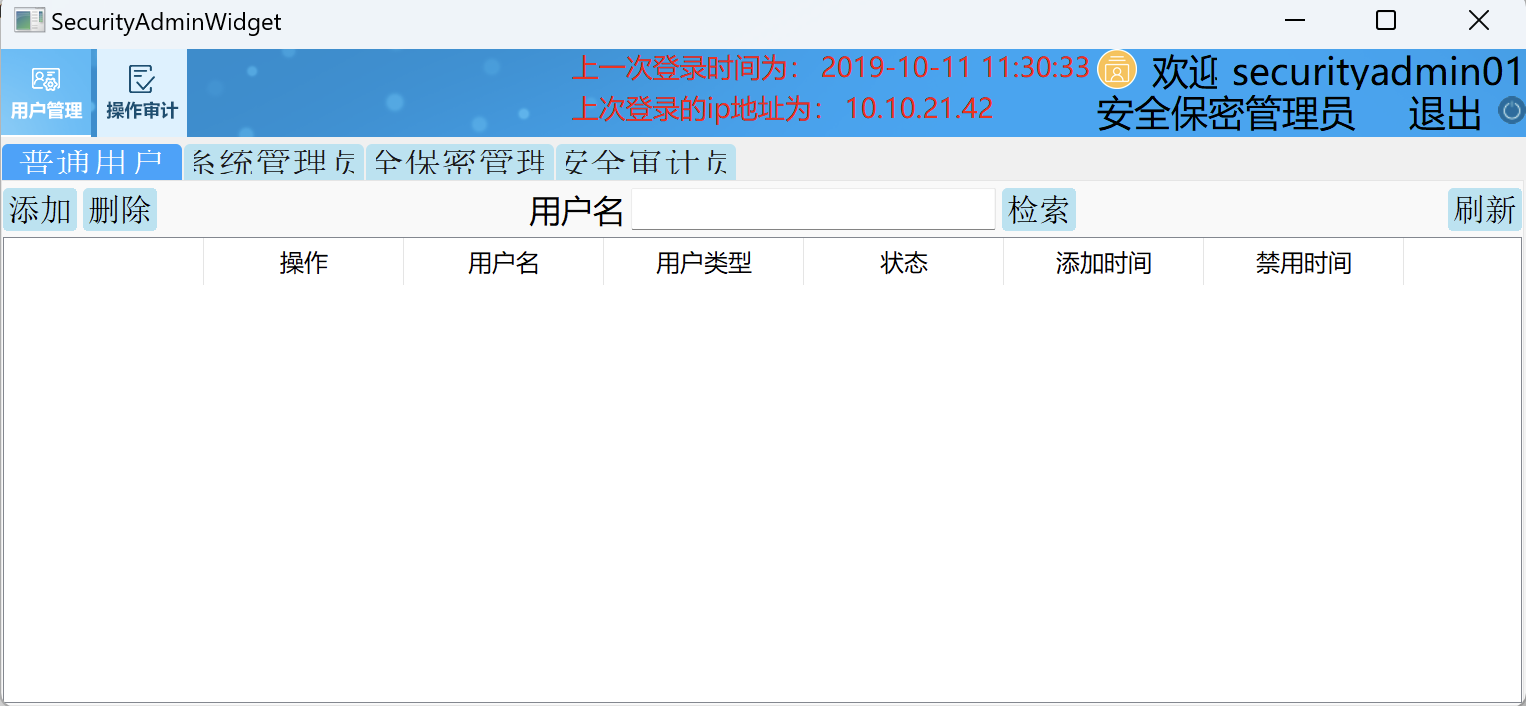 SecurityAdminWidget
用户管理
操作审计
上一次登录时间为： 2019-10-11 11:30:33
上次登录的ip地址为： 10.10.21.42
欢迎 securityadmin01
安全保密管理员 退出
普通用户 系统管理员 全保密管理 安全审计员
添加 删除 用户名 检索 刷新
操作 用户名 用户类型 状态 添加时间 禁用时间